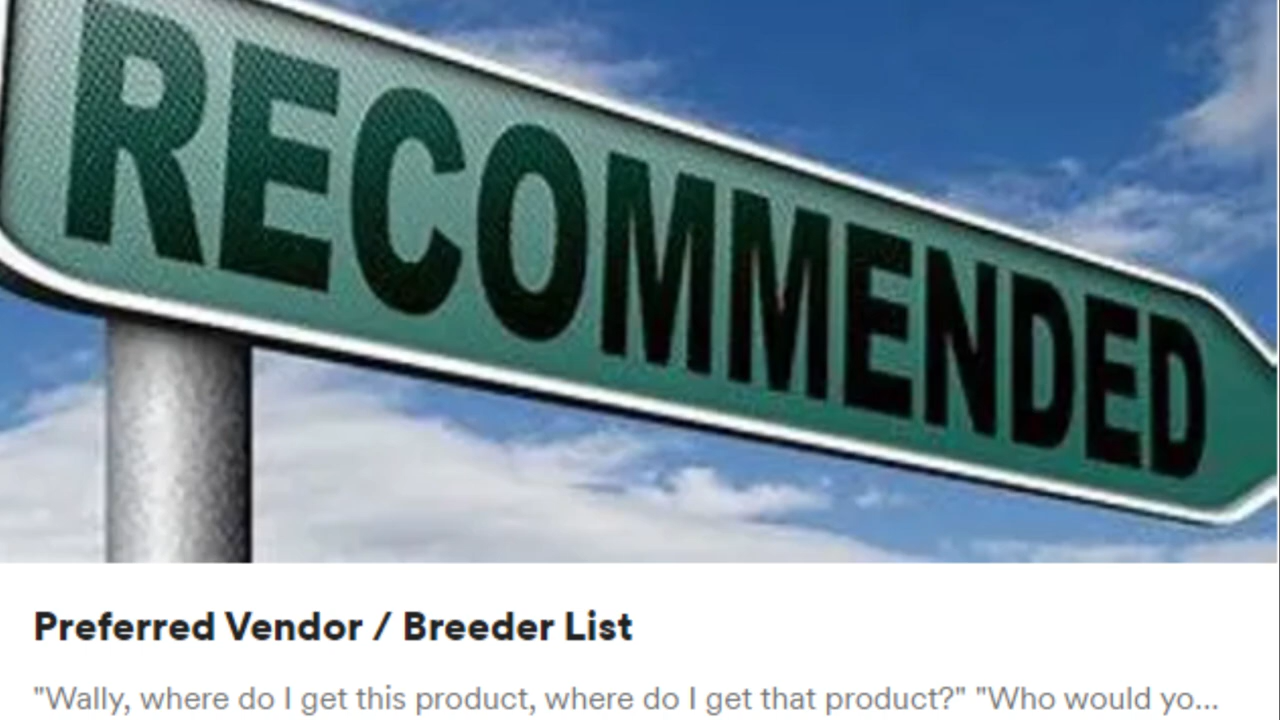 RECOMMENDED
Preferred Vendor / Breeder List
"Wally, where do I get this product, where do I get that product?" "Who would yo...